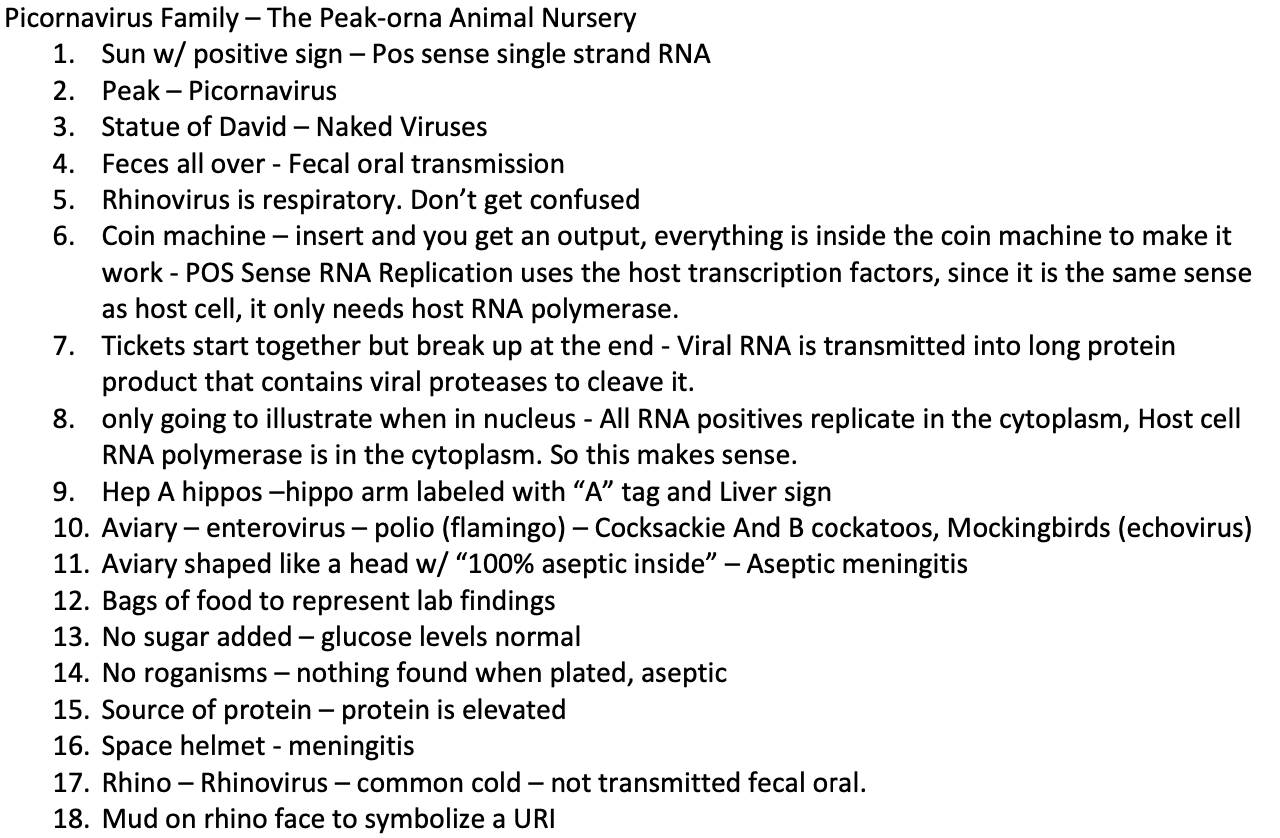 Picornavirus Family – The Peak-orna Animal Nursery
1. Sun w/ positive sign – Pos sense single strand RNA
2. Peak – Picornavirus
3. Statue of David – Naked Viruses
4. Feces all over - Fecal oral transmission
5. Rhinovirus is respiratory. Don’t get confused
6. Coin machine – insert and you get an output, everything is inside the coin machine to make it
work - POS Sense RNA Replication uses the host transcription factors, since it is the same sense
as host cell, it only needs host RNA polymerase.
7. Tickets start together but break up at the end - Viral RNA is transmitted into long protein
product that contains viral proteases to cleave it.
8. only going to illustrate when in nucleus - All RNA positives replicate in the cytoplasm, Host cell
RNA polymerase is in the cytoplasm. So this makes sense.
9. Hep A hippos –hippo arm labeled with “A” tag and Liver sign
10. Aviary – enterovirus – polio (flamingo) – Cocksackie And B cockatoos, Mockingbirds (echovirus)
11. Aviary shaped like a head w/ “100% aseptic inside” – Aseptic meningitis
12. Bags of food to represent lab findings
13. No sugar added – glucose levels normal
14. No roganisms – nothing found when plated, aseptic
15. Source of protein – protein is elevated
16. Space helmet - meningitis
17. Rhino – Rhinovirus – common cold – not transmitted fecal oral.
18. Mud on rhino face to symbolize a URI